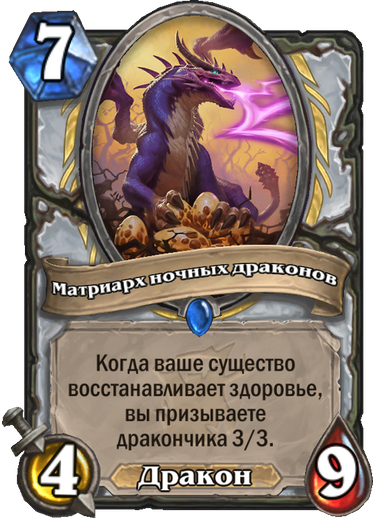 7
Матриарх ночных драконов
Когда ваше существо
восстанавливает здоровье,
вы призываете
дракончика 3/3.
4
Дракон
9